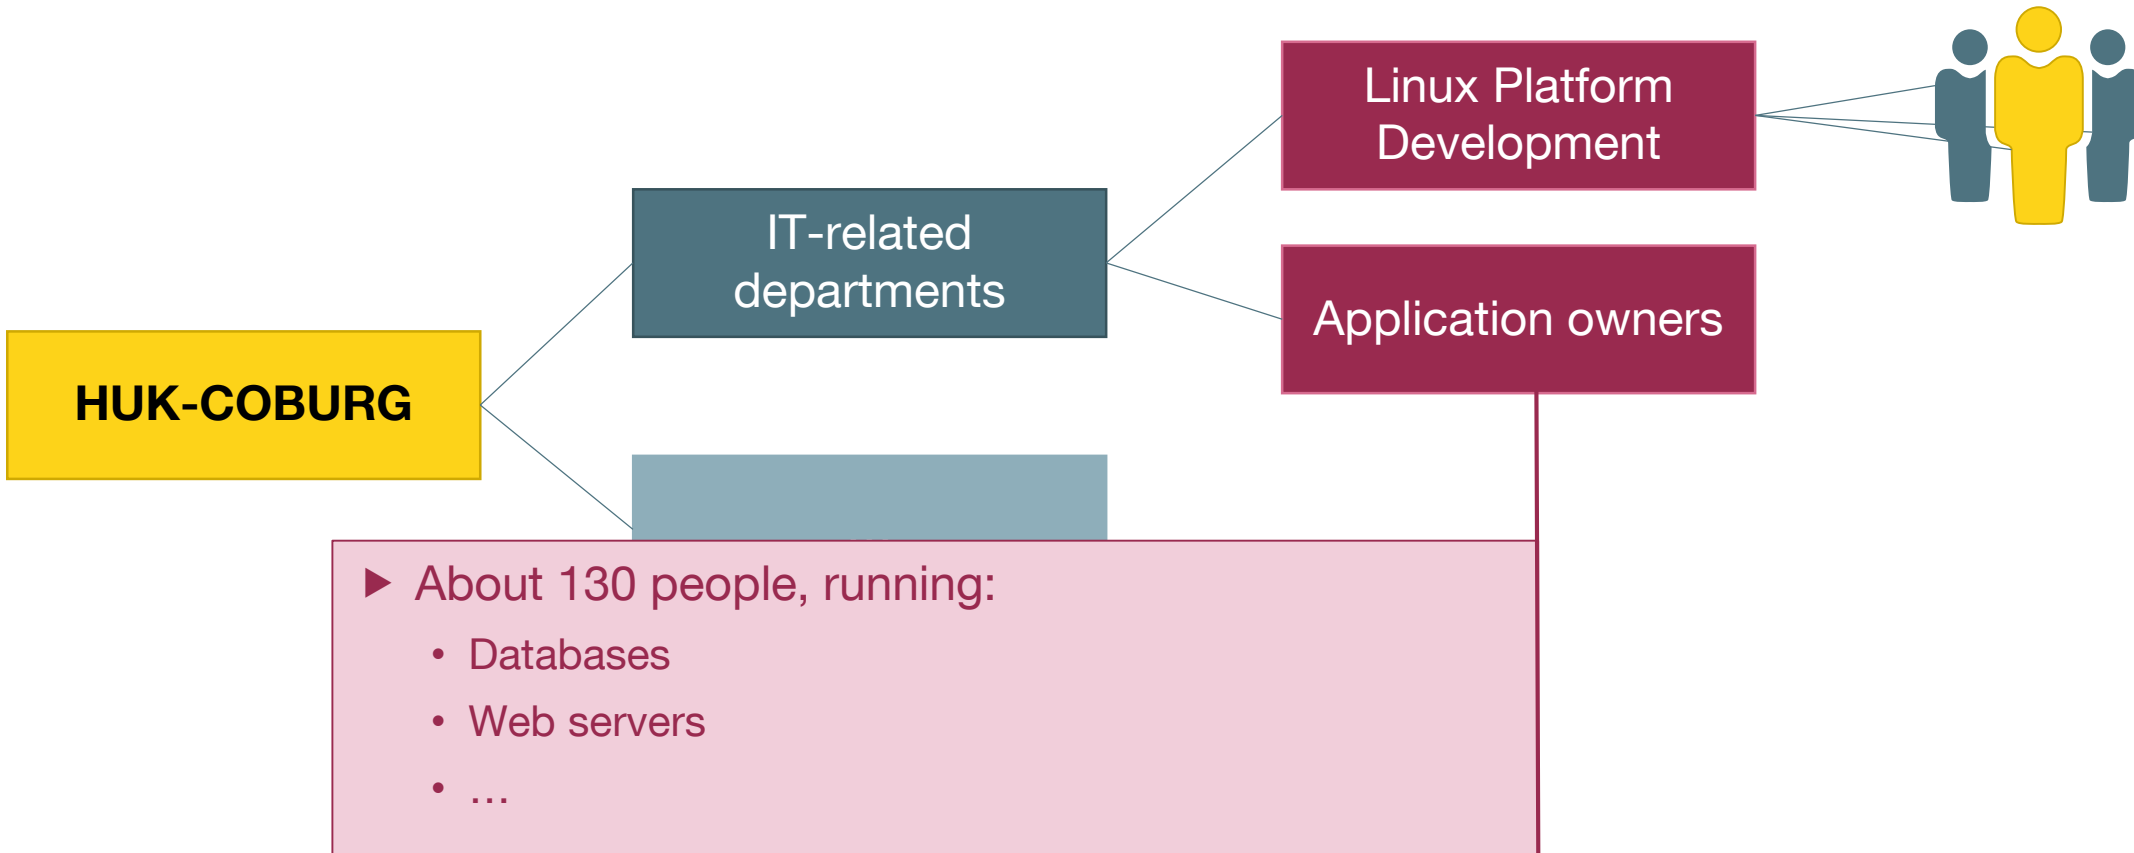 Linux Platform
Development
IT-related
departments
Application owners
HUK-COBURG
▶ About 130 people, running:
• Databases
• Web servers
• …